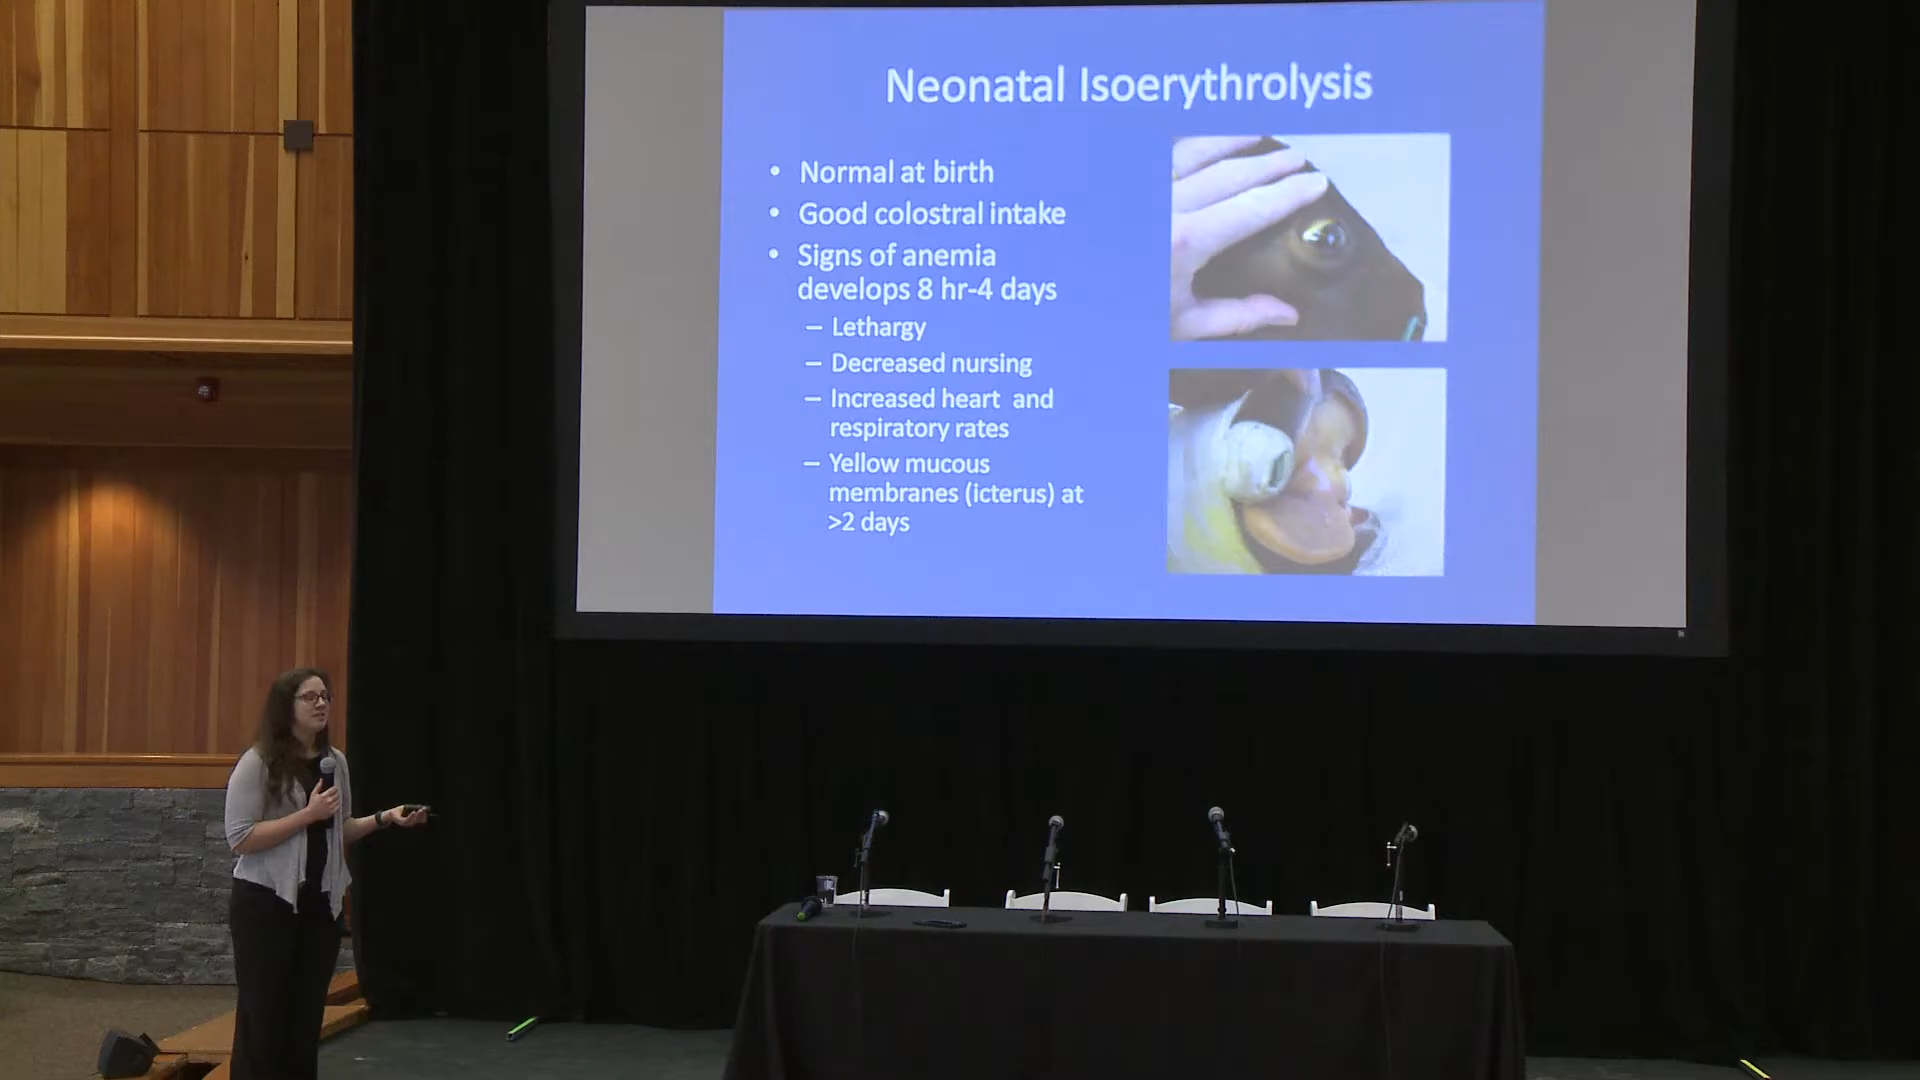 Neonatal Isoerythrolysis
• Normal at birth
• Good colostral intake
• Signs of anemia
develops 8 hr-4 days
– Lethargy
– Decreased nursing
– Increased heart and
respiratory rates
– Yellow mucous
membranes (icterus) at
>2 days